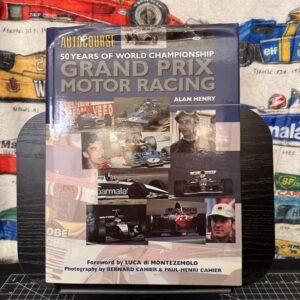 AUTOCOURSE
50 YEARS OF WORLD CHAMPIONSHIP
GRAND PRIX
MOTOR RACING
ALAN HENRY
Foreword by LUCA di MONTEZEMOLO
Photography by BERNARD CAHIER & PAUL-HENRI CAHIER